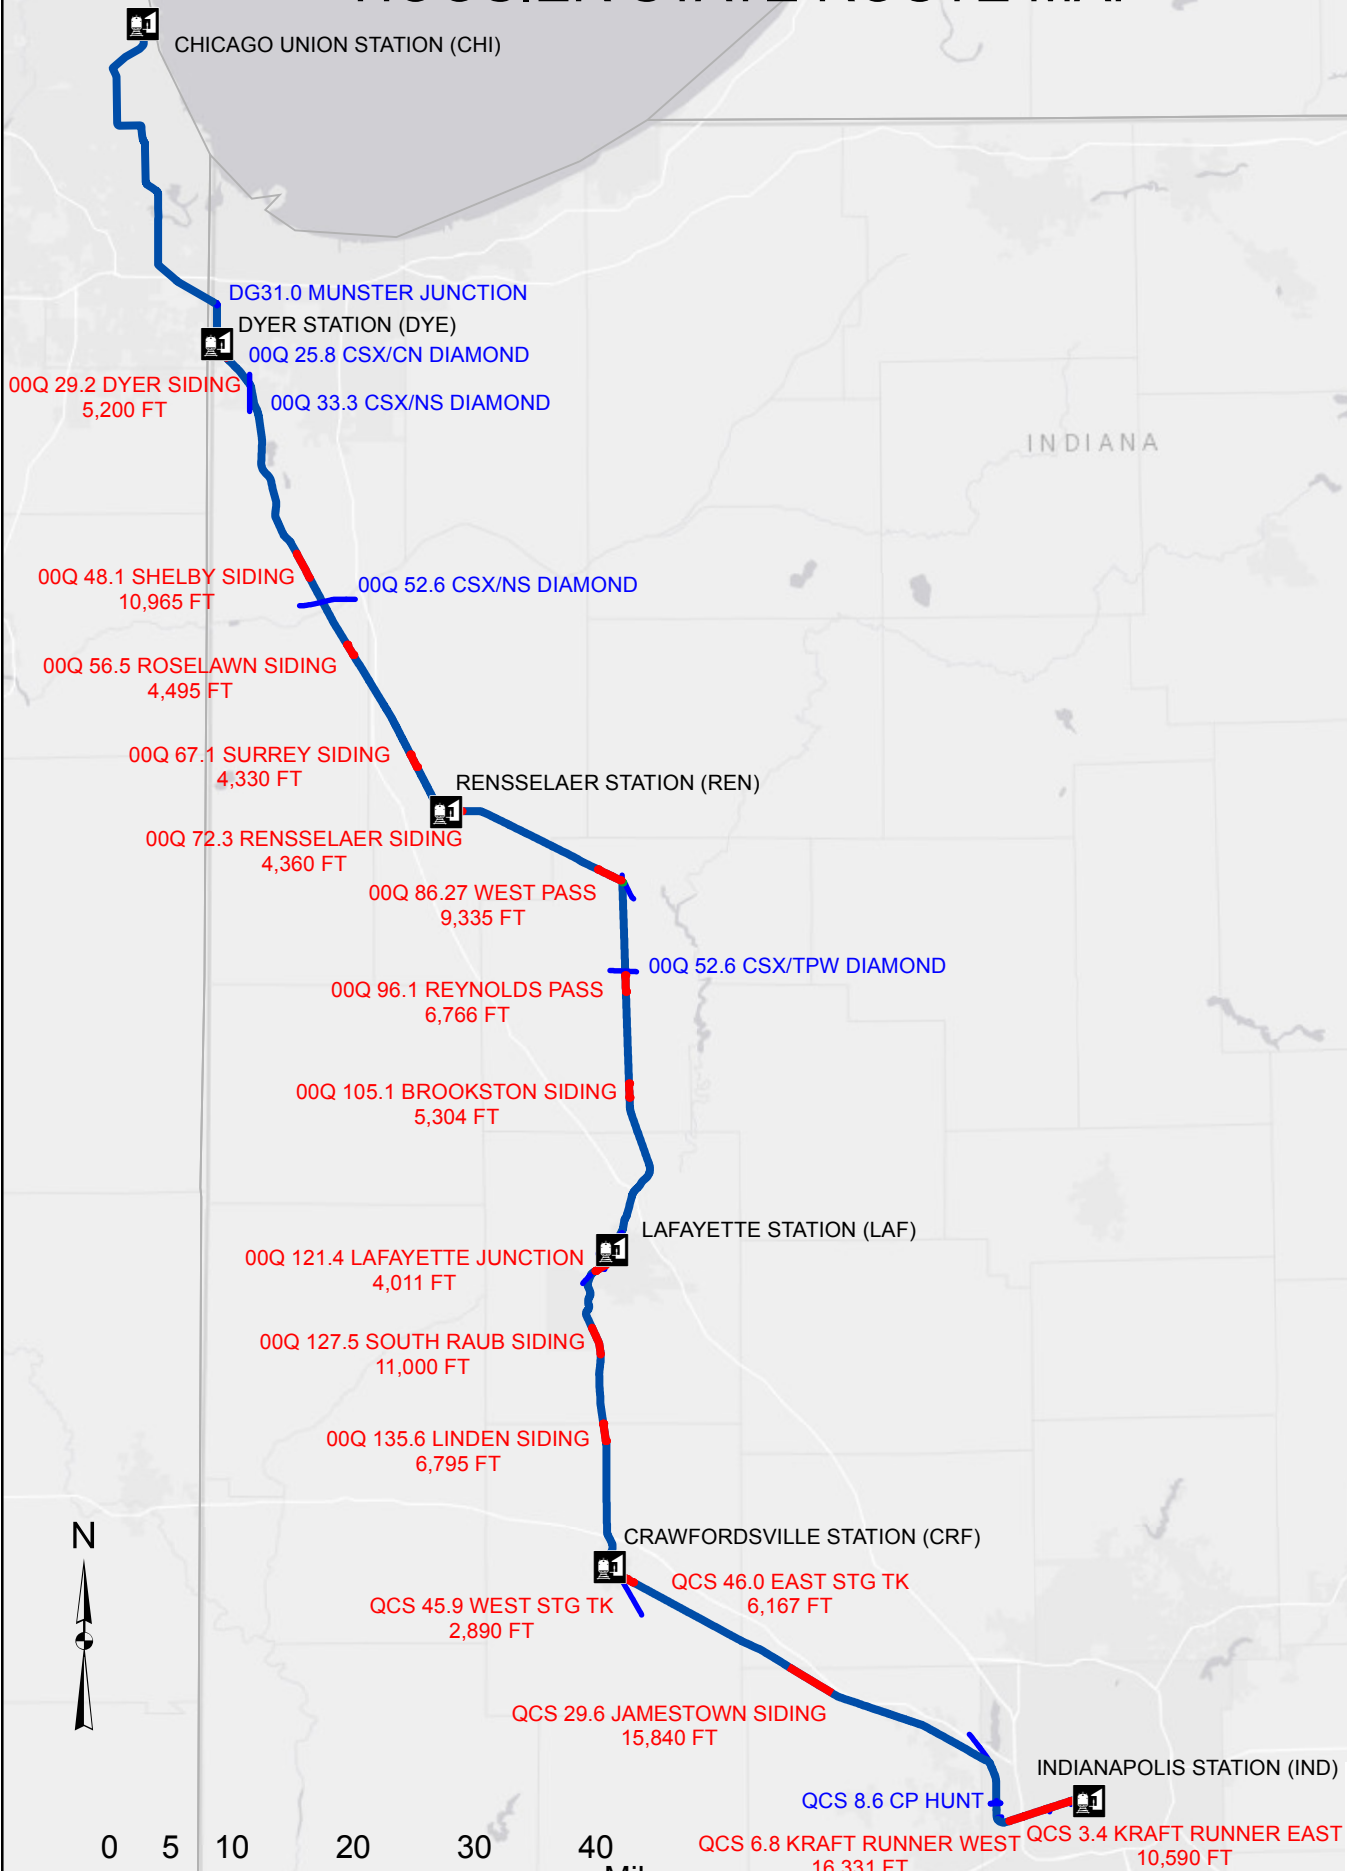 HOOSIER STATE ROUTE MAP
CHICAGO UNION STATION (CHI)
DG31.0 MUNSTER JUNCTION
DYER STATION (DYE)
00Q 25.8 CSX/CN DIAMOND
00Q 29.2 DYER SIDING
5,200 FT
00Q 33.3 CSX/NS DIAMOND
INDIANA
00Q 48.1 SHELBY SIDING
10,965 FT
00Q 52.6 CSX/NS DIAMOND
00Q 56.5 ROSELAWN SIDING
4,495 FT
00Q 67.1 SURREY SIDING
4,330 FT
RENSSELAER STATION (REN)
00Q 72.3 RENSSELAER SIDING
4,360 FT
00Q 86.27 WEST PASS
9,335 FT
00Q 52.6 CSX/TPW DIAMOND
00Q 96.1 REYNOLDS PASS
6,766 FT
00Q 105.1 BROOKSTON SIDING
5,304 FT
LAFAYETTE STATION (LAF)
00Q 121.4 LAFAYETTE JUNCTION
4,011 FT
00Q 127.5 SOUTH RAUB SIDING
11,000 FT
00Q 135.6 LINDEN SIDING
6,795 FT
N
CRAWFORDSVILLE STATION (CRF)
QCS 46.0 EAST STG TK
6,167 FT
QCS 45.9 WEST STG TK
2,890 FT
QCS 29.6 JAMESTOWN SIDING
15,840 FT
INDIANAPOLIS STATION (IND)
QCS 8.6 CP HUNT
QCS 6.8 KRAFT RUNNER WEST
16,331 FT
QCS 3.4 KRAFT RUNNER EAST
10,590 FT
0 5 10 20 30 40